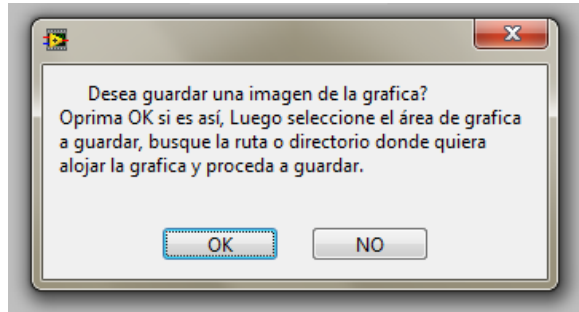 Desea guardar una imagen de la grafica?
Oprima OK si es así, Luego seleccione el área de grafica
a guardar, busque la ruta o directorio donde quiera
alojar la grafica y proceda a guardar.
OK NO